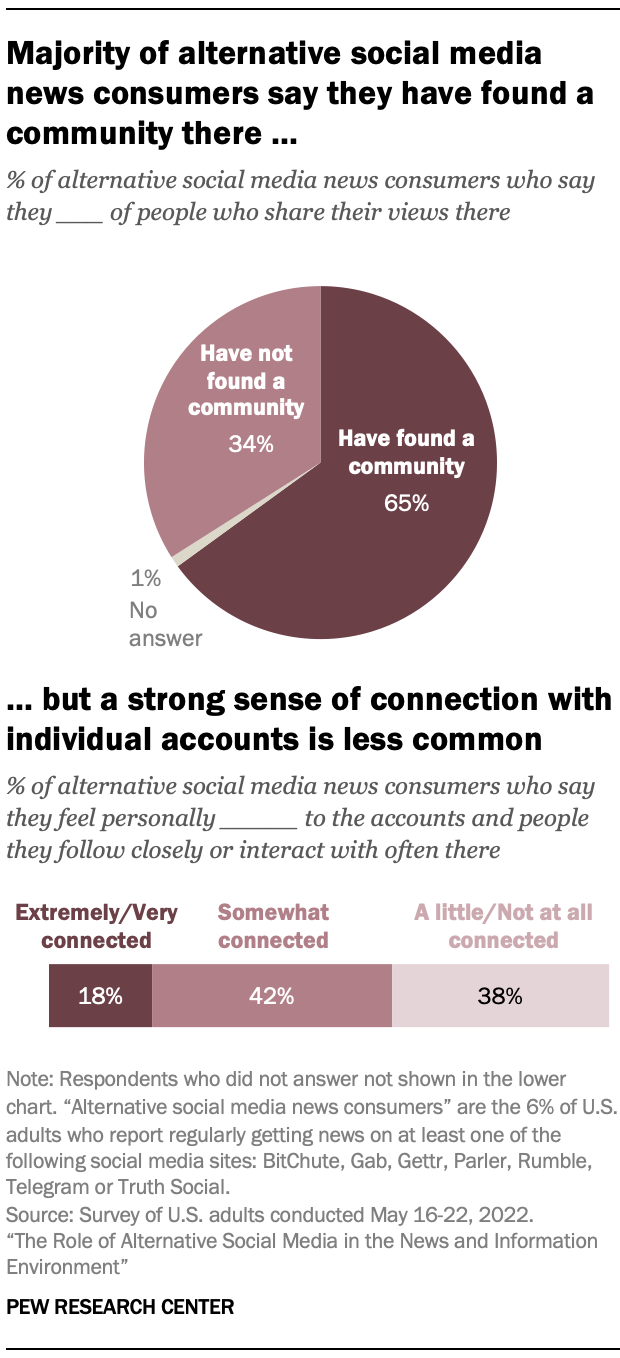 Majority of alternative social media
news consumers say they have found a
community there ...
% of alternative social media news consumers who say
they ___ of people who share their views there
Have not
found a
community
34%
Have found a
community
65%
1%
No
answer
... but a strong sense of connection with
individual accounts is less common
% of alternative social media news consumers who say
they feel personally _____ to the accounts and people
they follow closely or interact with often there
Extremely/Very
connected
Somewhat
connected
A little/Not at all
connected
18%
42%
38%
Note: Respondents who did not answer not shown in the lower
chart. “Alternative social media news consumers” are the 6% of U.S.
adults who report regularly getting news on at least one of the
following social media sites: BitChute, Gab, Gettr, Parler, Rumble,
Telegram or Truth Social.
Source: Survey of U.S. adults conducted May 16-22, 2022.
“The Role of Alternative Social Media in the News and Information
Environment”
PEW RESEARCH CENTER